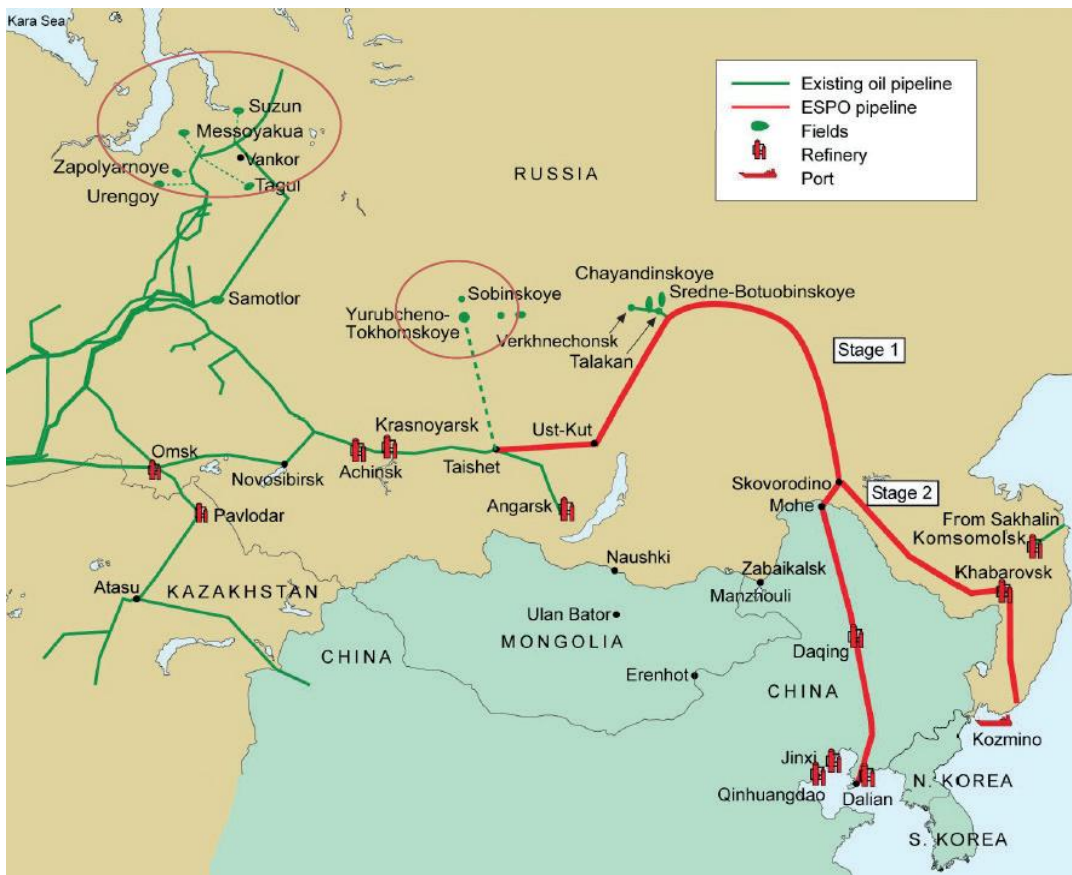 Kara Sea
Suzun
Messoyakua
Vankor
Zapolyarnoye
Tagul
Urengoy
Existing oil pipeline
ESPO pipeline
Fields
Refinery
Port
RUSSIA
Samotlor
Chayandinskoye
Sobinskoye
Sredne-Botuobinskoye
Yurubcheno-
Tokhomskoye
Verkhnechonsk
Talakan
Stage 1
Krasnoyarsk
Ust-Kut
Omsk
Achinsk
Taishet
Novosibirsk
Skovorodino
Stage 2
Angarsk
Mohe
Pavlodar
From Sakhalin
Komsomolsk
Naushki
Zabaikalsk
Khabarovsk
Atasu
KAZAKHSTAN
Manzhouli
Ulan Bator
MONGOLIA
Daqing
CHINA
Erenhot
CHINA
Kozmino
Jinxi
N. KOREA
Qinhuangdao
Dalian
S. KOREA